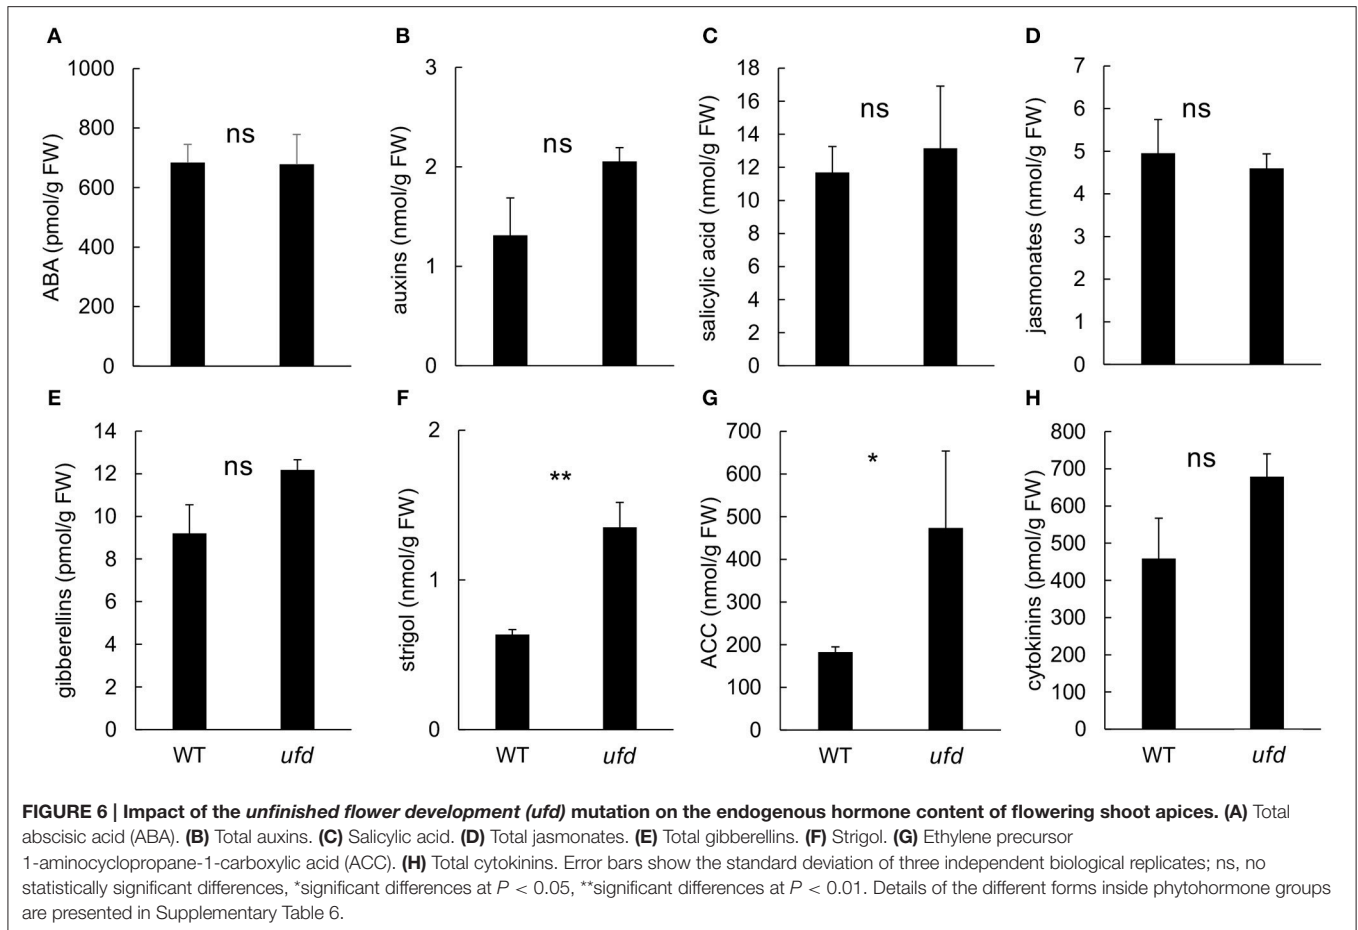 A
B
C
D
1000
800
600
400
200
0
ABA (pmol/g FW)
ns
3
2
1
0
auxins (nmol/g FW)
ns
18
16
14
12
10
8
6
4
2
0
salicylic acid (nmol/g FW)
ns
7
6
5
4
3
2
1
0
jasmonates (nmol/g FW)
ns
E
F
G
H
14
12
10
8
6
4
2
0
gibberellins (pmol/g FW)
ns
WT ufd
2
1
0
strigol (nmol/g FW)
**
WT ufd
700
600
500
400
300
200
100
0
ACC (nmol/g FW)
*
WT ufd
800
700
600
500
400
300
200
100
0
cytokinins (pmol/g FW)
ns
WT ufd
FIGURE 6 | Impact of the unfinished flower development (ufd) mutation on the endogenous hormone content of flowering shoot apices. (A) Total
abscisic acid (ABA). (B) Total auxins. (C) Salicylic acid. (D) Total jasmonates. (E) Total gibberellins. (F) Strigol. (G) Ethylene precursor
1-aminocyclopropane-1-carboxylic acid (ACC). (H) Total cytokinins. Error bars show the standard deviation of three independent biological replicates; ns, no
statistically significant differences, *significant differences at P < 0.05, **significant differences at P < 0.01. Details of the different forms inside phytohormone groups
are presented in Supplementary Table 6.